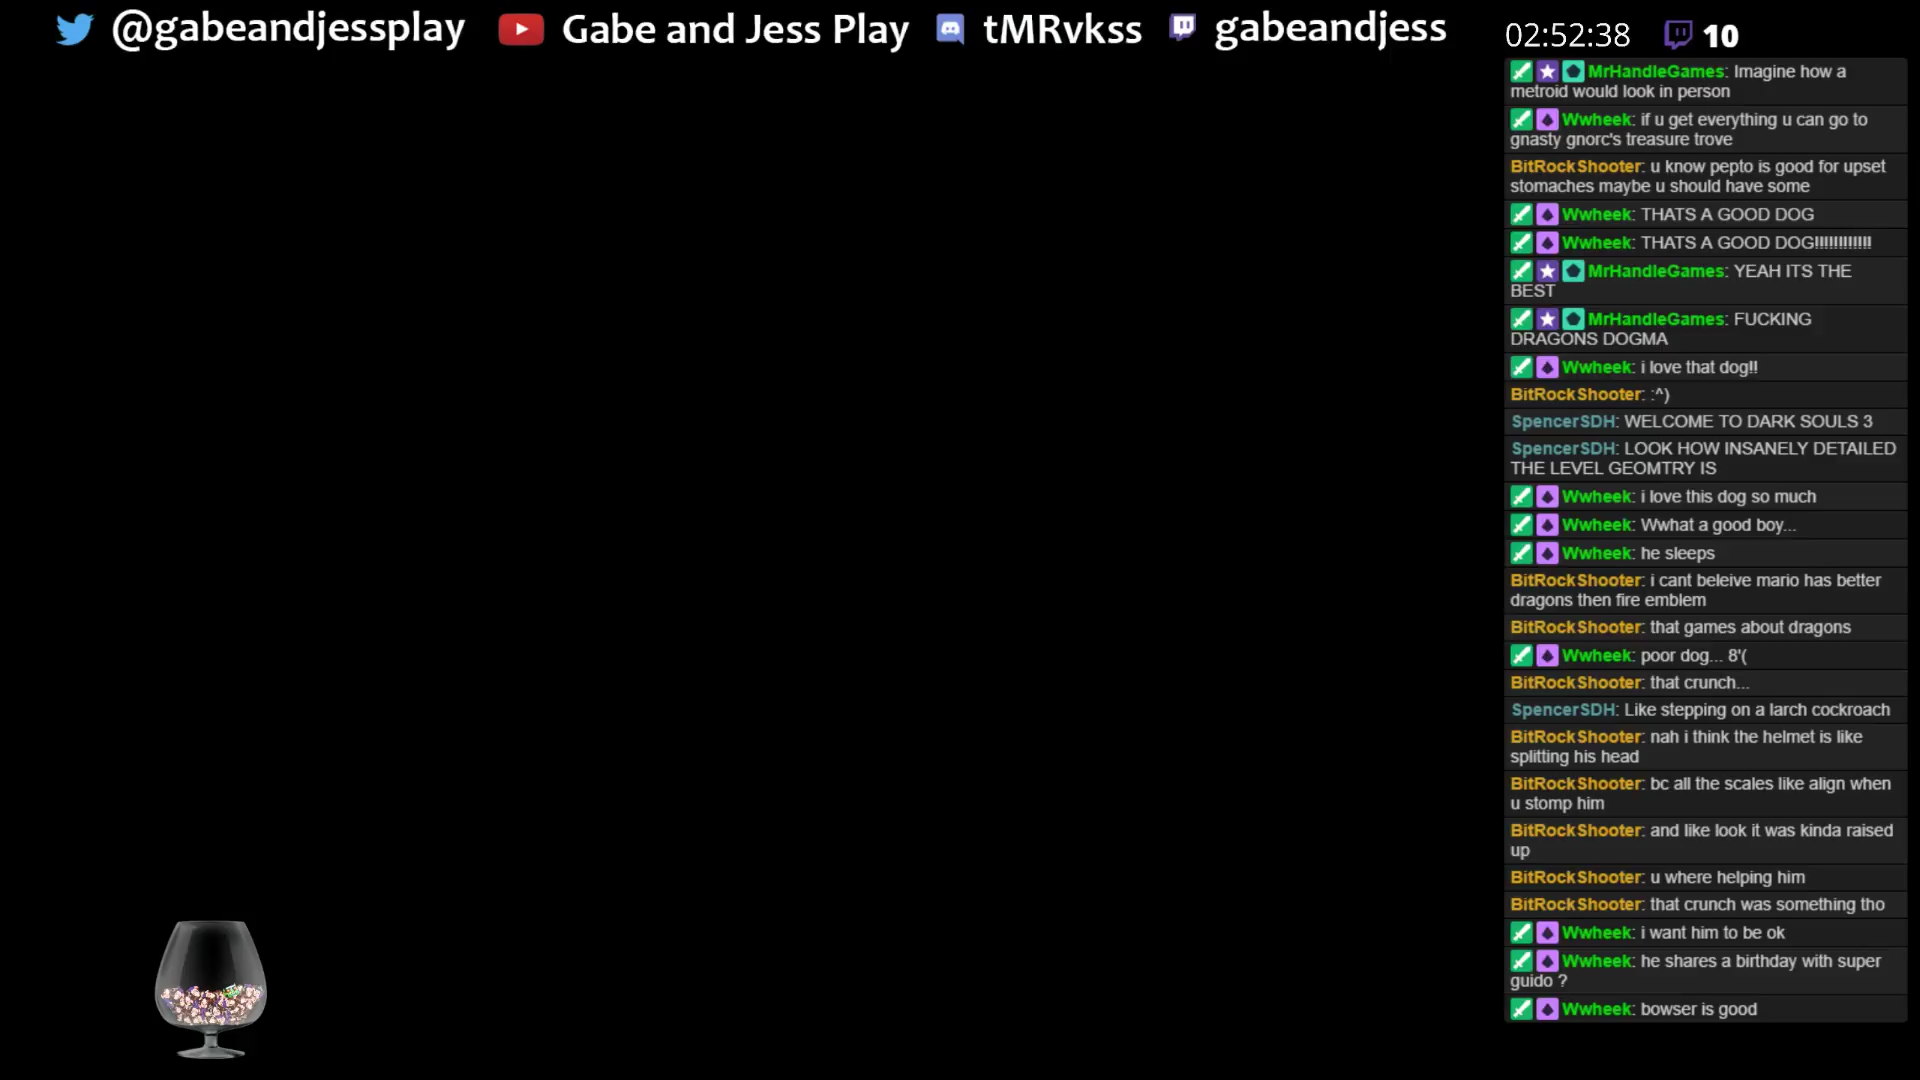 @gabeandjessplay Gabe and Jess Play tMRvkss gabeandjess 02:52:38 10
MrHandleGames: Imagine how a
metroid would look in person
Wwheek: if u get everything u can go to
gnasty gnorc's treasure trove
BitRockShooter: u know pepto is good for upset
stomaches maybe u should have some
Wwheek: THATS A GOOD DOG
Wwheek: THATS A GOOD DOG!!!!!!!!!!!!
MrHandleGames: YEAH ITS THE
BEST
MrHandleGames: FUCKING
DRAGONS DOGMA
Wwheek: i love that dog!!
BitRockShooter: :^)
SpencerSDH: WELCOME TO DARK SOULS 3
SpencerSDH: LOOK HOW INSANELY DETAILED
THE LEVEL GEOMTRY IS
Wwheek: i love this dog so much
Wwheek: Wwhat a good boy...
Wwheek: he sleeps
BitRockShooter: i cant beleive mario has better
dragons then fire emblem
BitRockShooter: that games about dragons
Wwheek: poor dog... 8'(
BitRockShooter: that crunch...
SpencerSDH: Like stepping on a larch cockroach
BitRockShooter: nah i think the helmet is like
splitting his head
BitRockShooter: bc all the scales like align when
u stomp him
BitRockShooter: and like look it was kinda raised
up
BitRockShooter: u where helping him
BitRockShooter: that crunch was something tho
Wwheek: i want him to be ok
Wwheek: he shares a birthday with super
guido ?
Wwheek: bowser is good